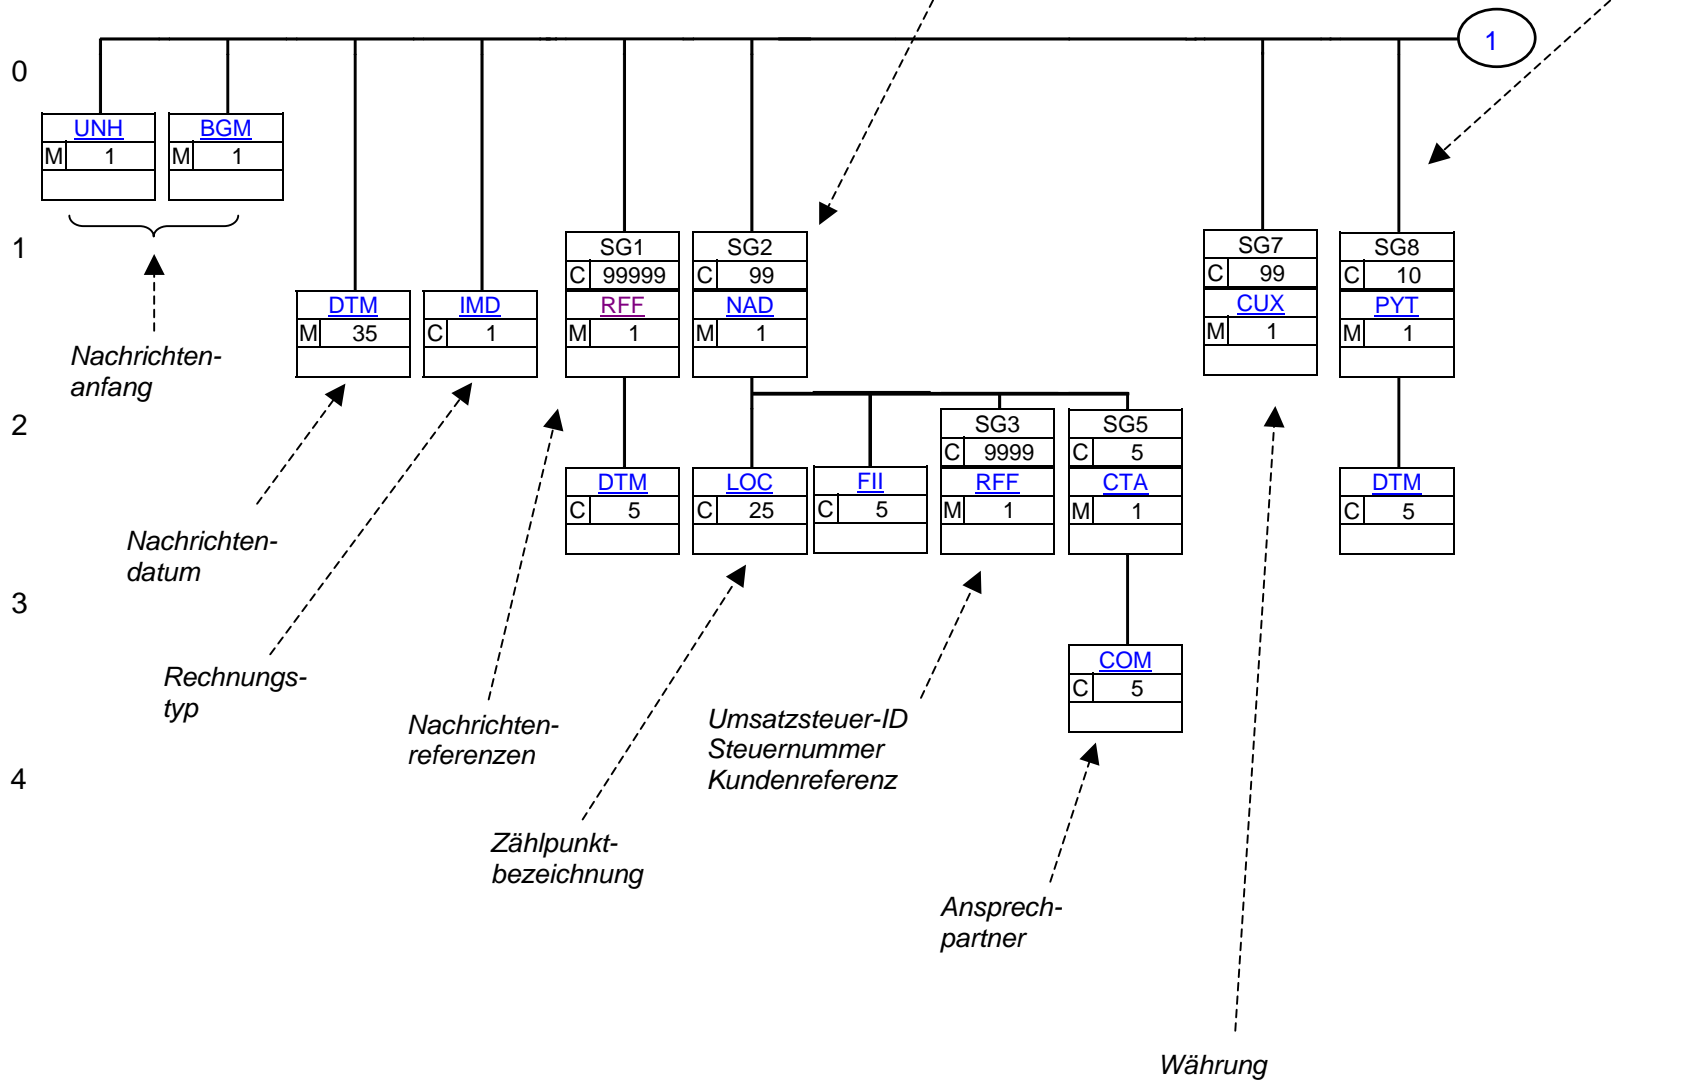 1
0
UNH
M 1
BGM
M 1
1
SG1
C 99999
RFF
M 1
SG2
C 99
NAD
M 1
SG7
C 99
CUX
M 1
SG8
C 10
PYT
M 1
DTM
M 35
IMD
C 1
Nachrichten-
anfang
2
SG3
C 9999
RFF
M 1
SG5
C 5
CTA
M 1
DTM
C 5
LOC
C 25
FII
C 5
DTM
C 5
Nachrichten-
datum
3
COM
C 5
Rechnungs-
typ
Nachrichten-
referenzen
Umsatzsteuer-ID
Steuernummer
Kundenreferenz
4
Zählpunkt-
bezeichnung
Ansprech-
partner
Währung